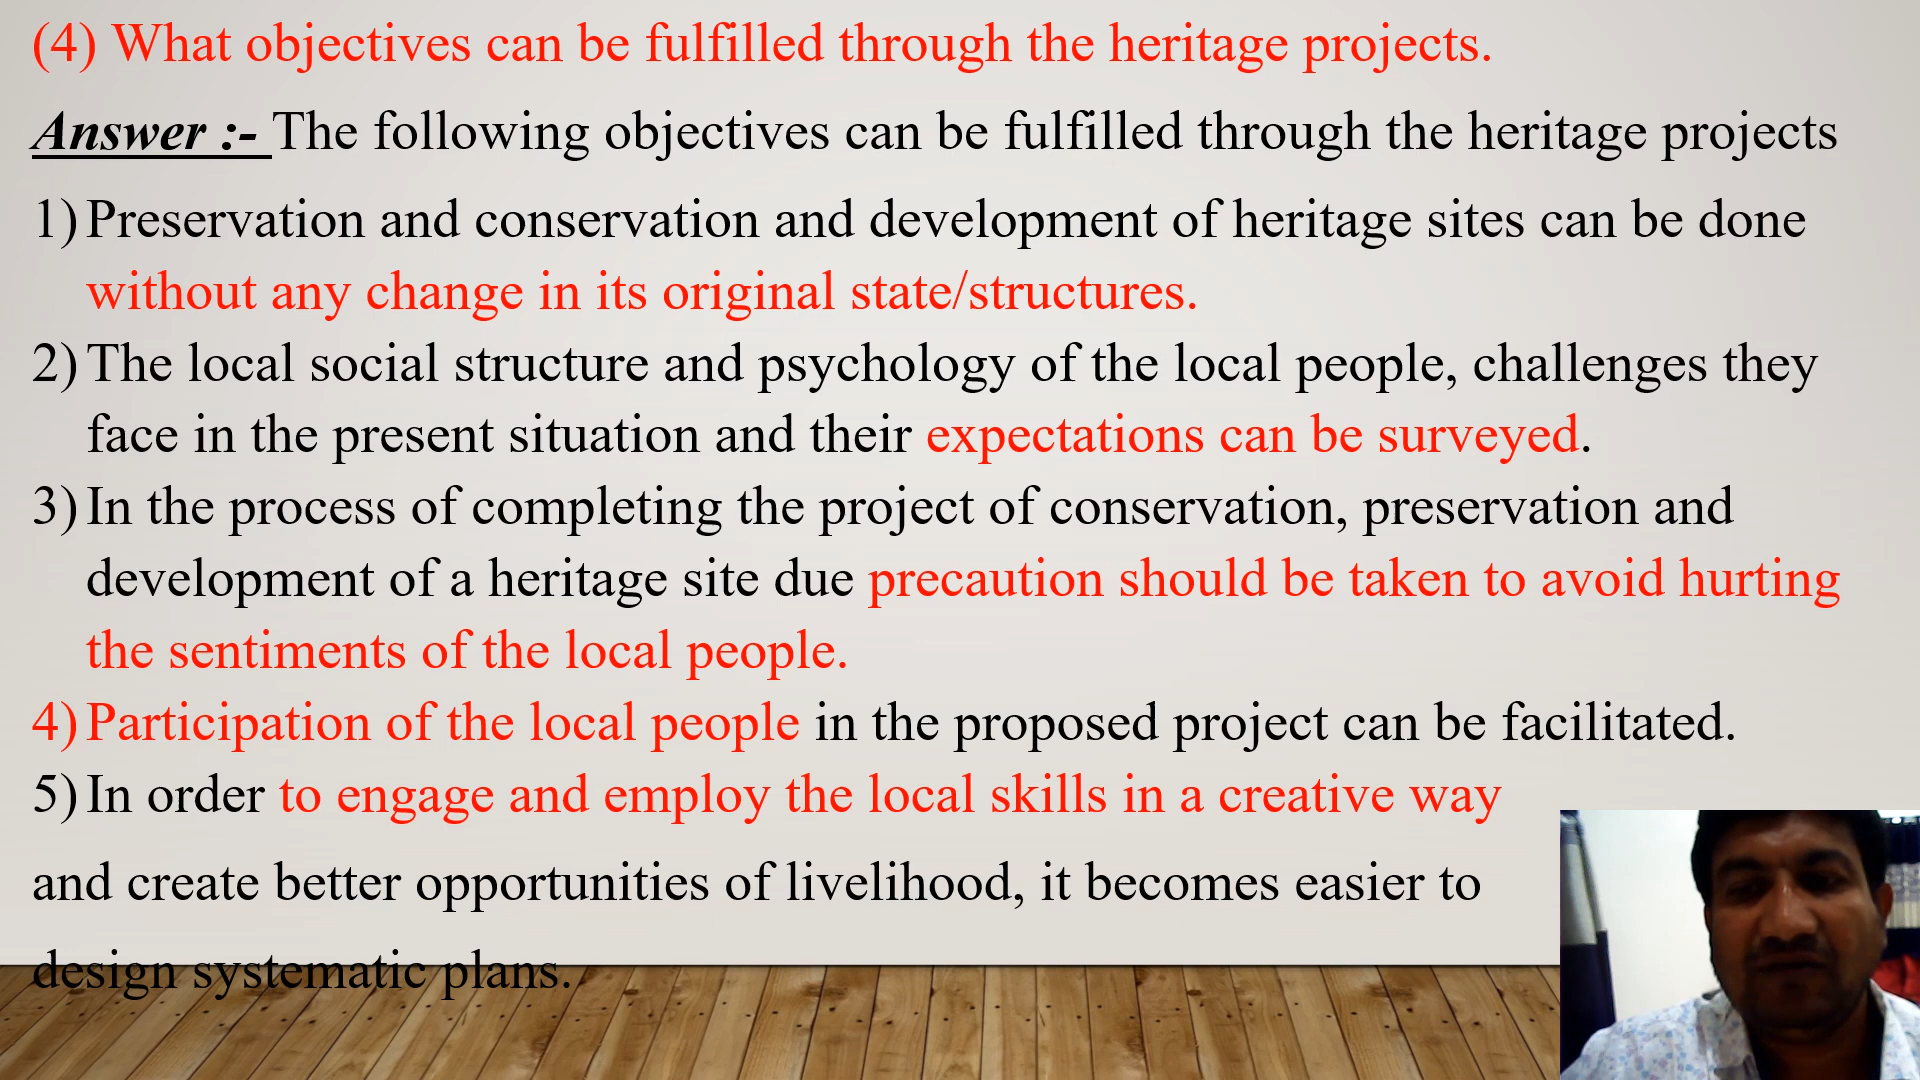 (4) What objectives can be fulfilled through the heritage projects.
Answer :- The following objectives can be fulfilled through the heritage projects
1) Preservation and conservation and development of heritage sites can be done
without any change in its original state/structures.
2) The local social structure and psychology of the local people, challenges they
face in the present situation and their expectations can be surveyed.
3) In the process of completing the project of conservation, preservation and
development of a heritage site due precaution should be taken to avoid hurting
the sentiments of the local people.
4) Participation of the local people in the proposed project can be facilitated.
5) In order to engage and employ the local skills in a creative way
and create better opportunities of livelihood, it becomes easier to
design systematic plans.